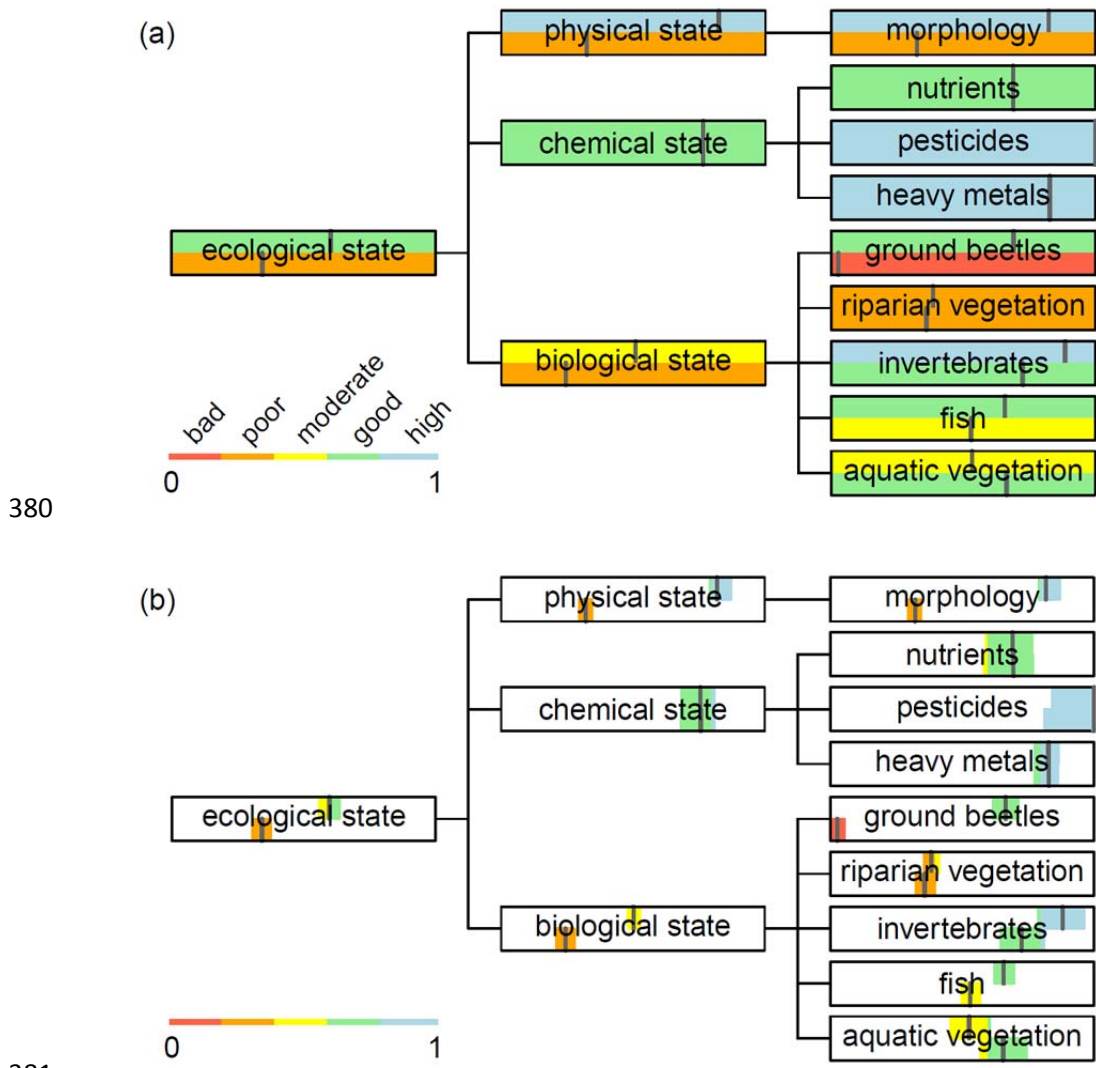 (a)
physical state
morphology
nutrients
chemical state
pesticides
heavy metals
ecological state
ground beetles
riparian vegetation
biological state
invertebrates
fish
aquatic vegetation
bad
poor
moderate
good
high
0
1
380
(b)
physical state
morphology
nutrients
chemical state
pesticides
heavy metals
ecological state
ground beetles
riparian vegetation
biological state
invertebrates
fish
aquatic vegetation
0
1